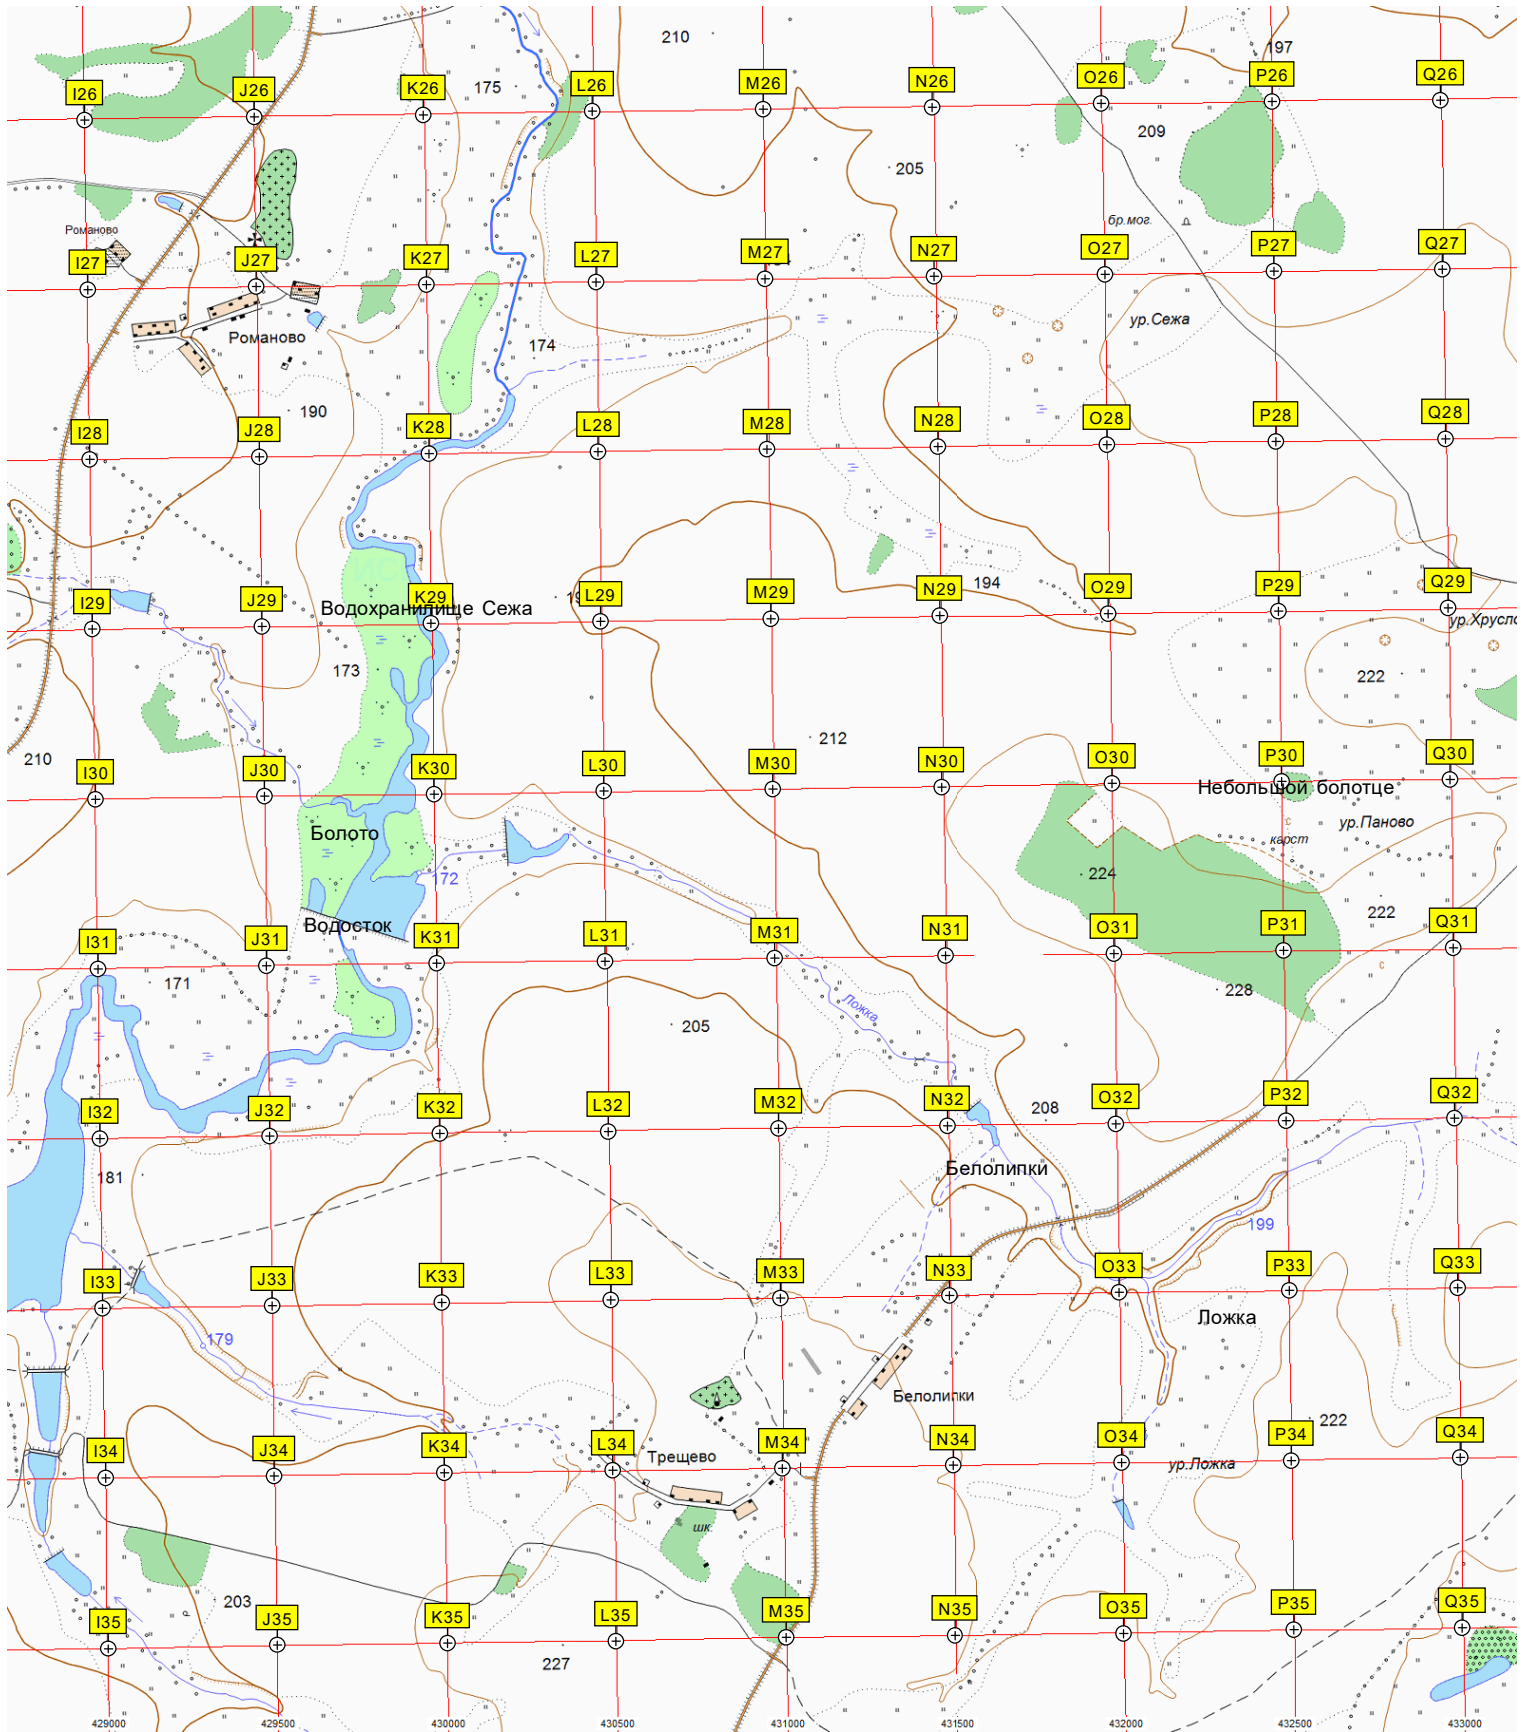 210
197
I26 J26 K26 L26 M26 N26 O26 P26 Q26
175
209
205
бр.мог.
Романово
I27 J27 K27 L27 M27 N27 O27 P27 Q27
ур.Сежа
Романово
174
190
I28 J28 K28 L28 M28 N28 O28 P28 Q28
194
I29 J29 K29 L29 M29 N29 O29 P29 Q29
Водохранилище Сежа
173
222
212
210
I30 J30 K30 L30 M30 N30 O30 P30 Q30
Небольшой болотце
ур.Паново
Болото
карст
с
172
224
222
Водосток
I31 J31 K31 L31 M31 N31 O31 P31 Q31
с
171
228
Ложка
205
I32 J32 K32 L32 M32 N32 O32 P32 Q32
208
Белолипки
181
199
I33 J33 K33 L33 M33 N33 O33 P33 Q33
Ложка
179
Белолипки
222
I34 J34 K34 L34 M34 N34 O34 P34 Q34
Трещево
ур.Ложка
шк.
203
I35 J35 K35 L35 M35 N35 O35 P35 Q35
227
429000 429500 430000 430500 431000 431500 432000 432500 433000